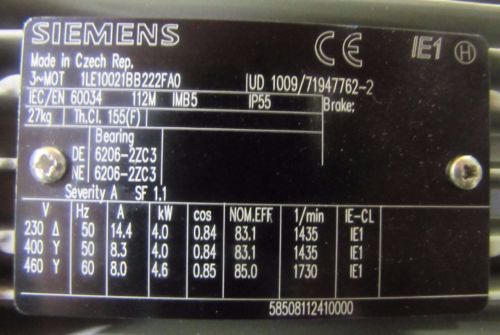 SIEMENS CE IE1 H
Made in Czech Rep.
3~MOT 1LE10021BB222FA0 UD 1009/71947762-2
IEC/EN 60034 112M IMB5 IP55 Brake:
27kg Th.Cl. 155(F)
Bearing
DE 6206-2ZC3
NE 6206-2ZC3
Severity A SF 1.1
V Hz A kW cos NOM.EFF. 1/min IE-CL
230 Δ 50 14.4 4.0 0.84 83.1 1435 IE1
400 Y 50 8.3 4.0 0.84 83.1 1435 IE1
460 Y 60 8.0 4.6 0.85 85.0 1730 IE1
58508112410000